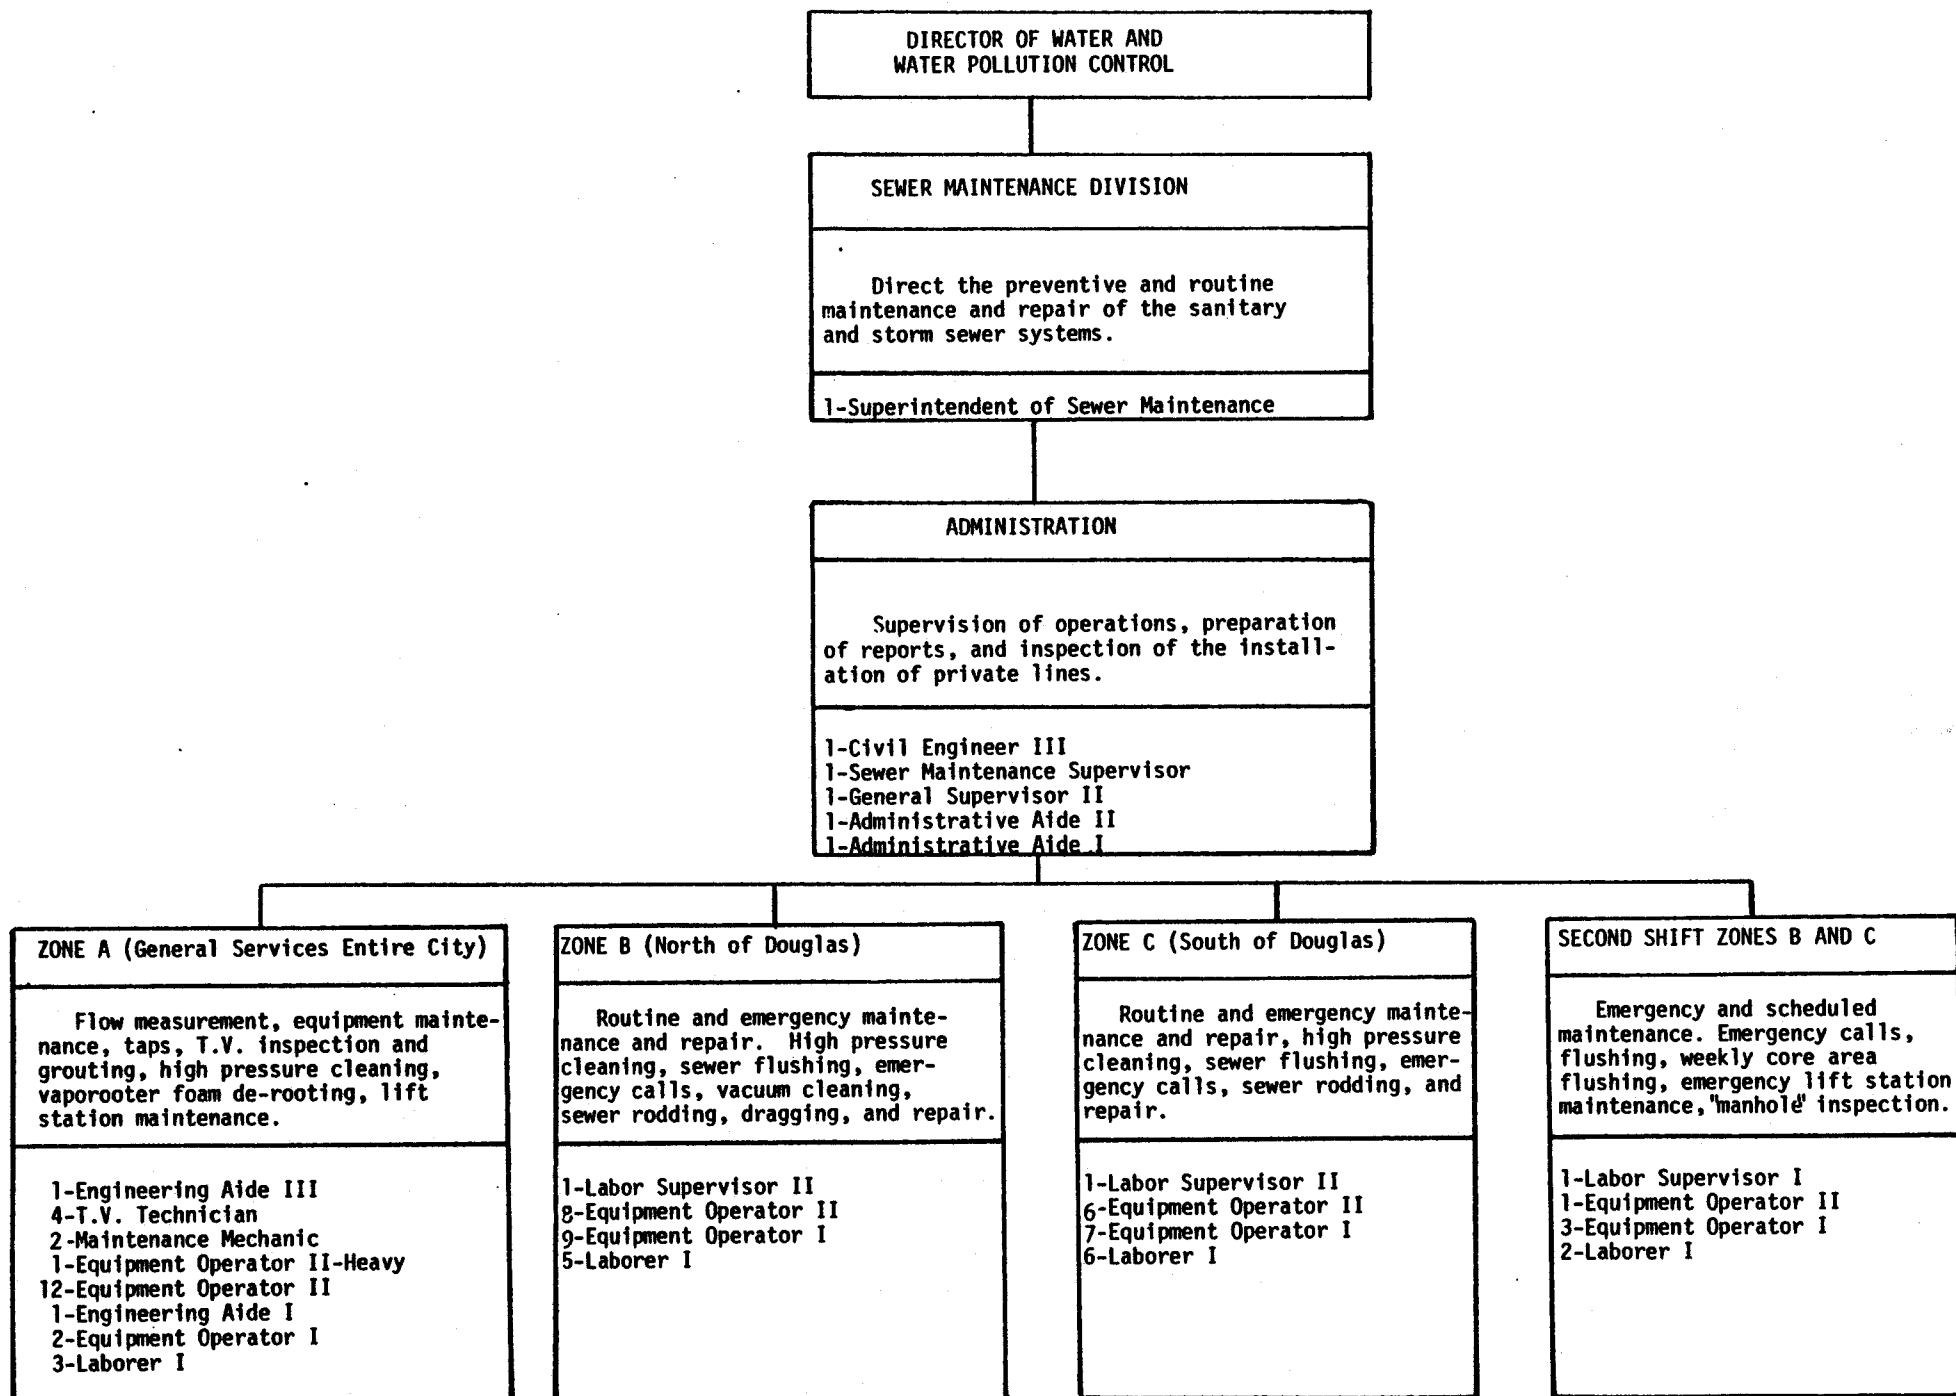 DIRECTOR OF WATER AND
WATER POLLUTION CONTROL
SEWER MAINTENANCE DIVISION
Direct the preventive and routine
maintenance and repair of the sanitary
and storm sewer systems.
1-Superintendent of Sewer Maintenance
ADMINISTRATION
Supervision of operations, preparation
of reports, and inspection of the install-
ation of private lines.
1-Civil Engineer III
1-Sewer Maintenance Supervisor
1-General Supervisor II
1-Administrative Aide II
1-Administrative Aide I
ZONE A (General Services Entire City)
Flow measurement, equipment mainte-
nance, taps, T.V. inspection and
grouting, high pressure cleaning,
vaporooter foam de-rooting, lift
station maintenance.
1-Engineering Aide III
4-T.V. Technician
2-Maintenance Mechanic
1-Equipment Operator II-Heavy
12-Equipment Operator II
1-Engineering Aide I
2-Equipment Operator I
3-Laborer I
ZONE B (North of Douglas)
Routine and emergency mainte-
nance and repair. High pressure
cleaning, sewer flushing, emer-
gency calls, vacuum cleaning,
sewer rodding, dragging, and repair.
1-Labor Supervisor II
8-Equipment Operator II
9-Equipment Operator I
5-Laborer I
ZONE C (South of Douglas)
Routine and emergency mainte-
nance and repair, high pressure
cleaning, sewer flushing, emer-
gency calls, sewer rodding, and
repair.
1-Labor Supervisor II
6-Equipment Operator II
7-Equipment Operator I
6-Laborer I
SECOND SHIFT ZONES B AND C
Emergency and scheduled
maintenance. Emergency calls,
flushing, weekly core area
flushing, emergency lift station
maintenance, "manhole" inspection.
1-Labor Supervisor I
1-Equipment Operator II
3-Equipment Operator I
2-Laborer I